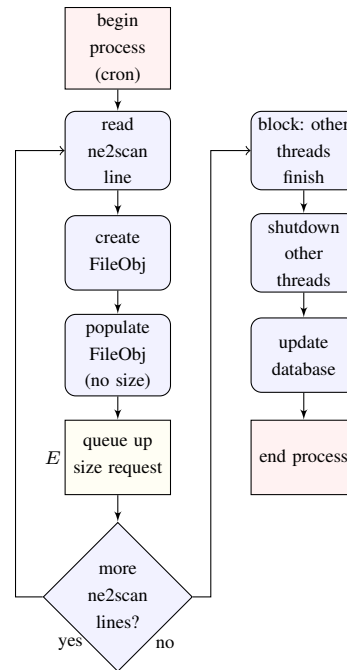 begin
process
(cron)
read
ne2scan
line
create
FileObj
populate
FileObj
(no size)
E
queue up
size request
more
ne2scan
lines?
yes
no
block: other
threads
finish
shutdown
other
threads
update
database
end process